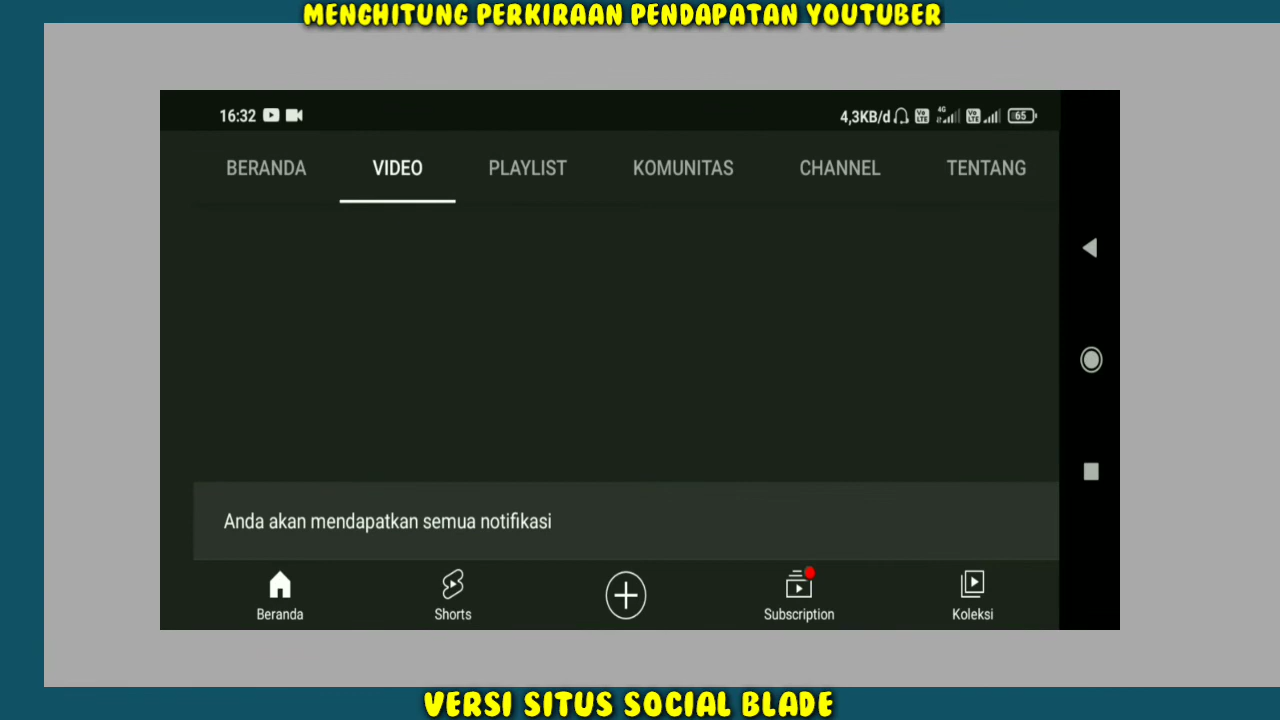 MENGHITUNG PERKIRAAN PENDAPATAN YOUTUBER
16:32 4,3KB/d 4G 65
BERANDA VIDEO PLAYLIST KOMUNITAS CHANNEL TENTANG
Anda akan mendapatkan semua notifikasi
Beranda Shorts Subscription Koleksi
VERSI SITUS SOCIAL BLADE